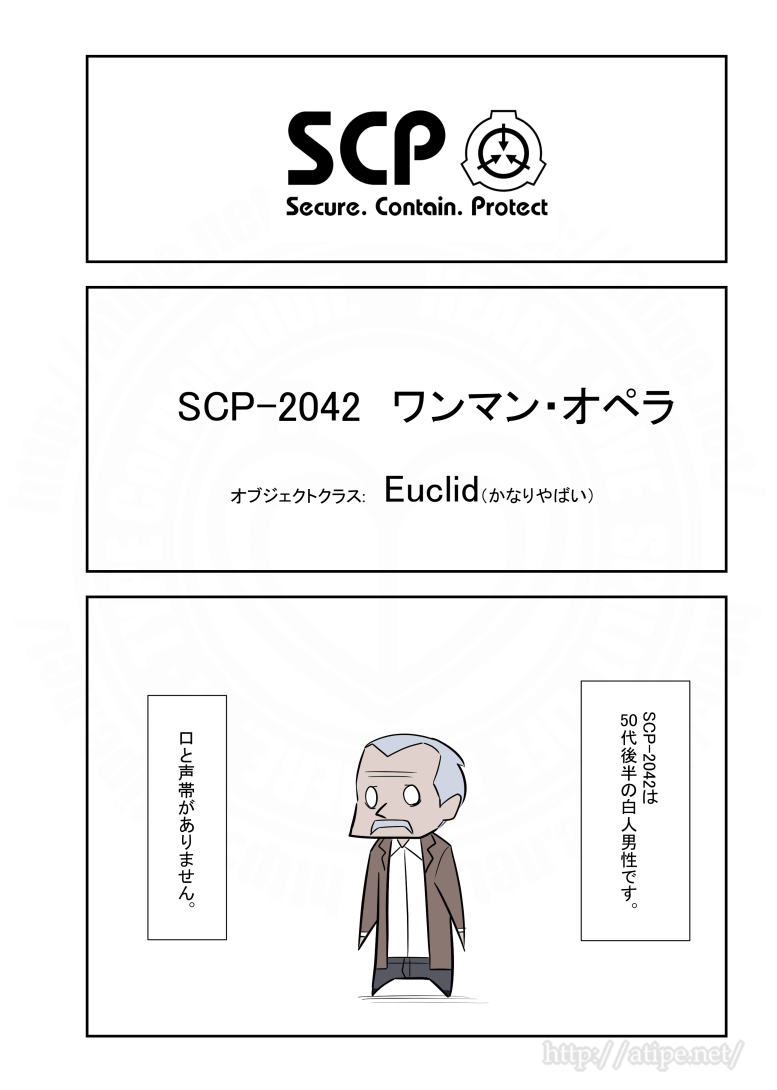 SCP
Secure. Contain. Protect
SCP-2042 ワンマン・オペラ
オブジェクトクラス: Euclid(かなりやばい)
SCP-2042は
50代後半の白人男性です。
口と声帯がありません。
http://atipe.net/